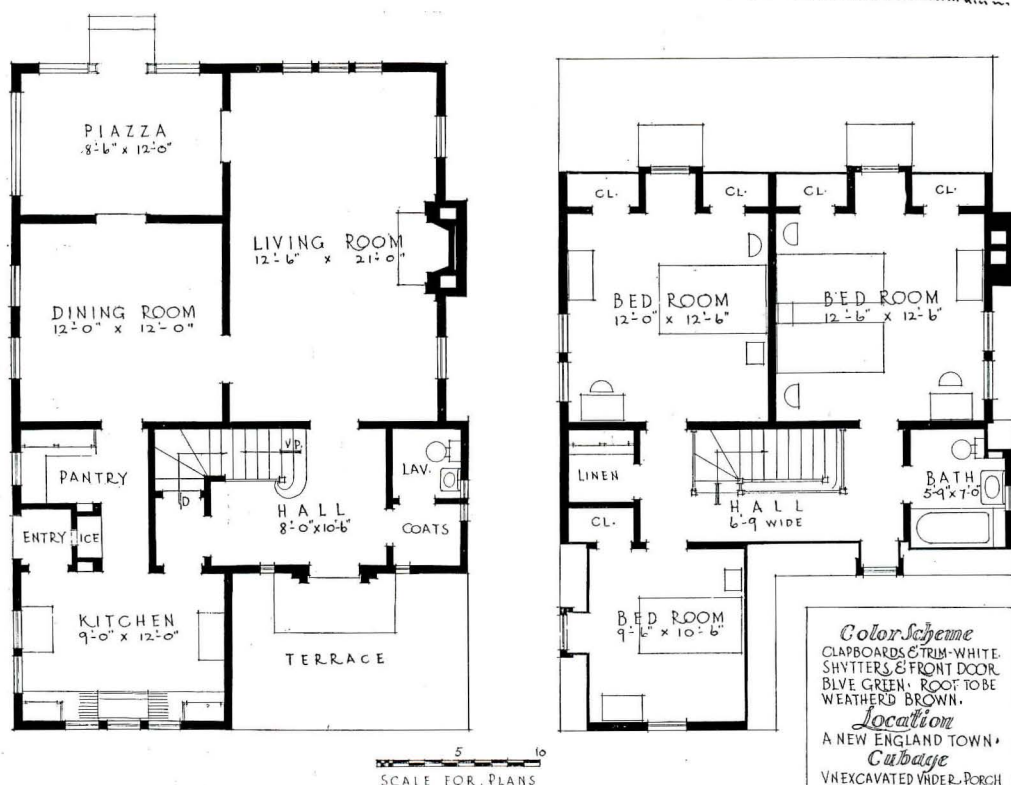 PIAZZA
8'-6" x 12'-0"
LIVING ROOM
12'-6" x 21'-0"
DINING ROOM
12'-0" x 12'-0"
PANTRY
ENTRY
ICE
D
VP.
HALL
8'-0" x 10'-6"
LAV.
COATS
KITCHEN
9'-0" x 12'-0"
TERRACE
CL.
CL.
CL.
CL.
BED ROOM
12'-0" x 12'-6"
BED ROOM
12'-6" x 12'-6"
LINEN
HALL
6'-9 WIDE
BATH
5'-9" x 7'-0"
CL.
BED ROOM
9'-6" x 10'-6"
5 10
SCALE FOR PLANS
Color Scheme
CLAPBOARDS & TRIM-WHITE.
SHVTTERS & FRONT DOOR
BLVE GREEN. ROOF TO BE
WEATHER'D BROWN.
Location
A NEW ENGLAND TOWN.
Cubage
VNEXCAVATED VNDER PORCH